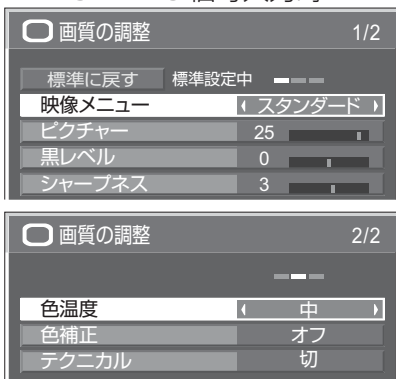 画質の調整 1/2
標準に戻す 標準設定中
映像メニュー スタンダード
ピクチャー 25
黒レベル 0
シャープネス 3
画質の調整 2/2
色温度 中
色補正 オフ
テクニカル 切